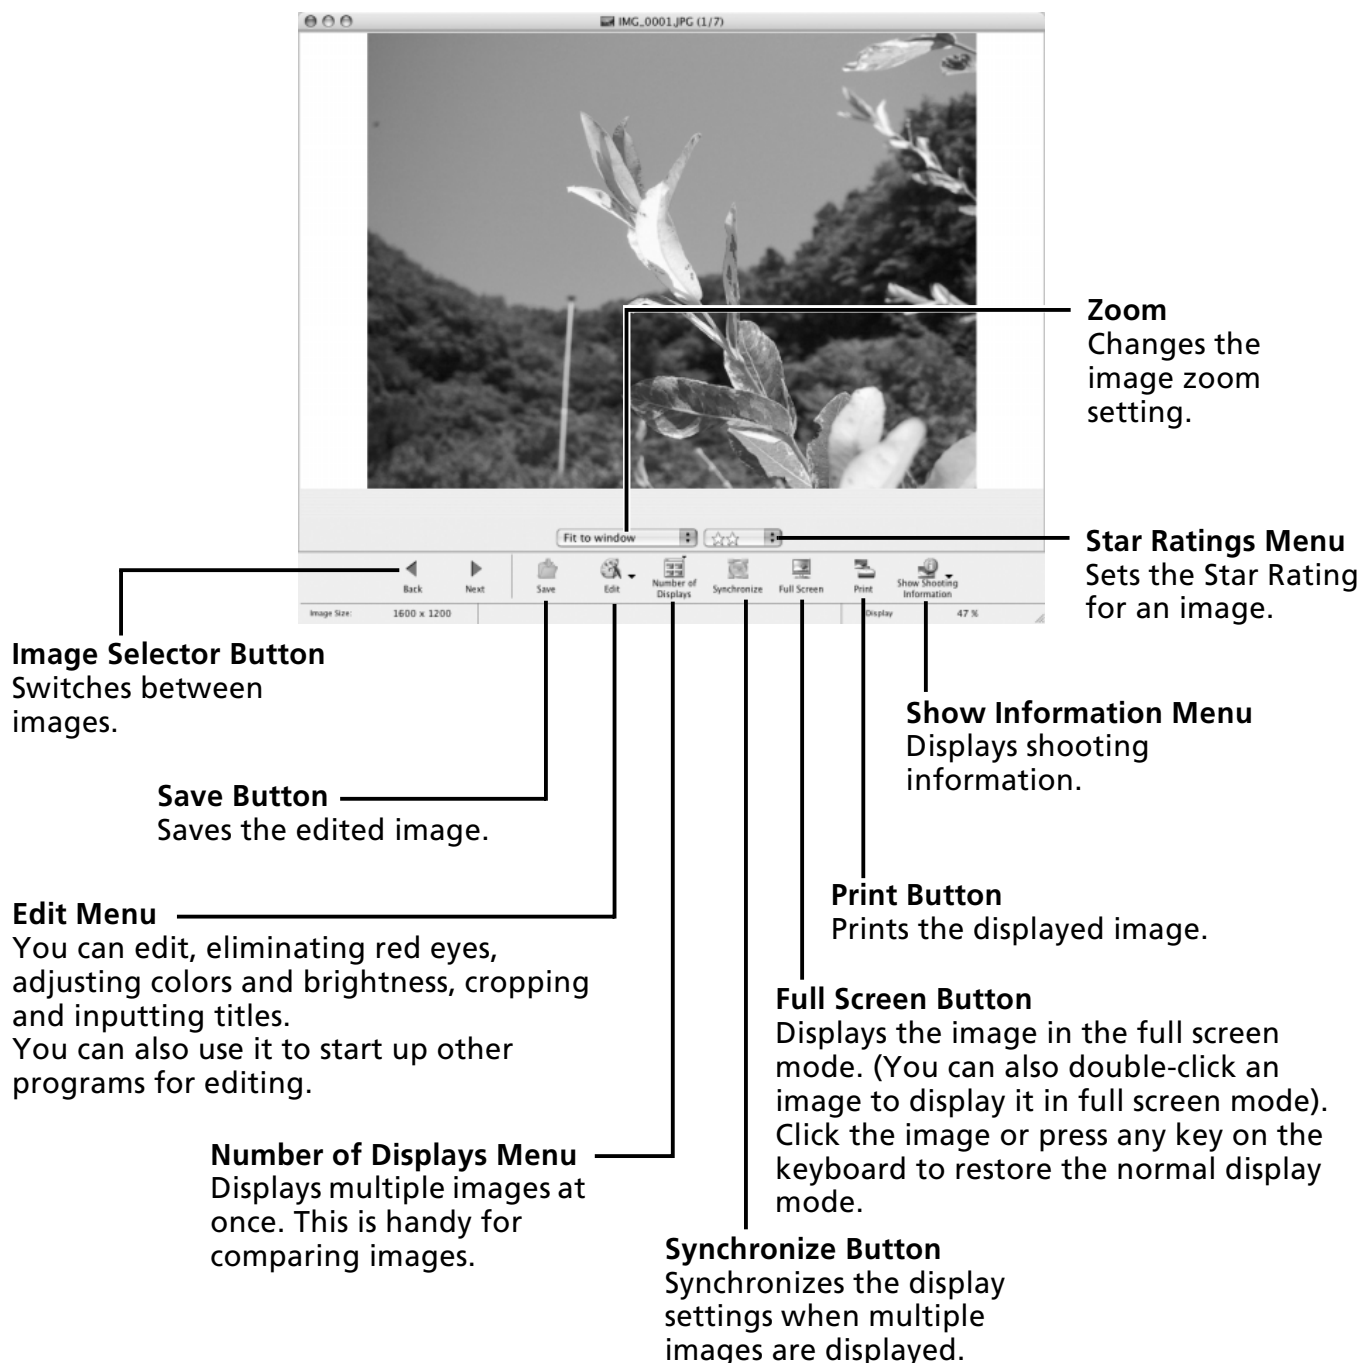 IMG_0001.JPG (1/7)
Zoom
Changes the
image zoom
setting.
Fit to window
☆☆
Star Ratings Menu
Sets the Star Rating
for an image.
Back
Next
Save
Edit
Number of
Displays
Synchronize
Full Screen
Print
Show Shooting
Information
Image Size:
1600 x 1200
Display
47 %
Image Selector Button
Switches between
images.
Show Information Menu
Displays shooting
information.
Save Button
Saves the edited image.
Print Button
Prints the displayed image.
Edit Menu
You can edit, eliminating red eyes,
adjusting colors and brightness, cropping
and inputting titles.
You can also use it to start up other
programs for editing.
Full Screen Button
Displays the image in the full screen
mode. (You can also double-click an
image to display it in full screen mode).
Click the image or press any key on the
keyboard to restore the normal display
mode.
Number of Displays Menu
Displays multiple images at
once. This is handy for
comparing images.
Synchronize Button
Synchronizes the display
settings when multiple
images are displayed.